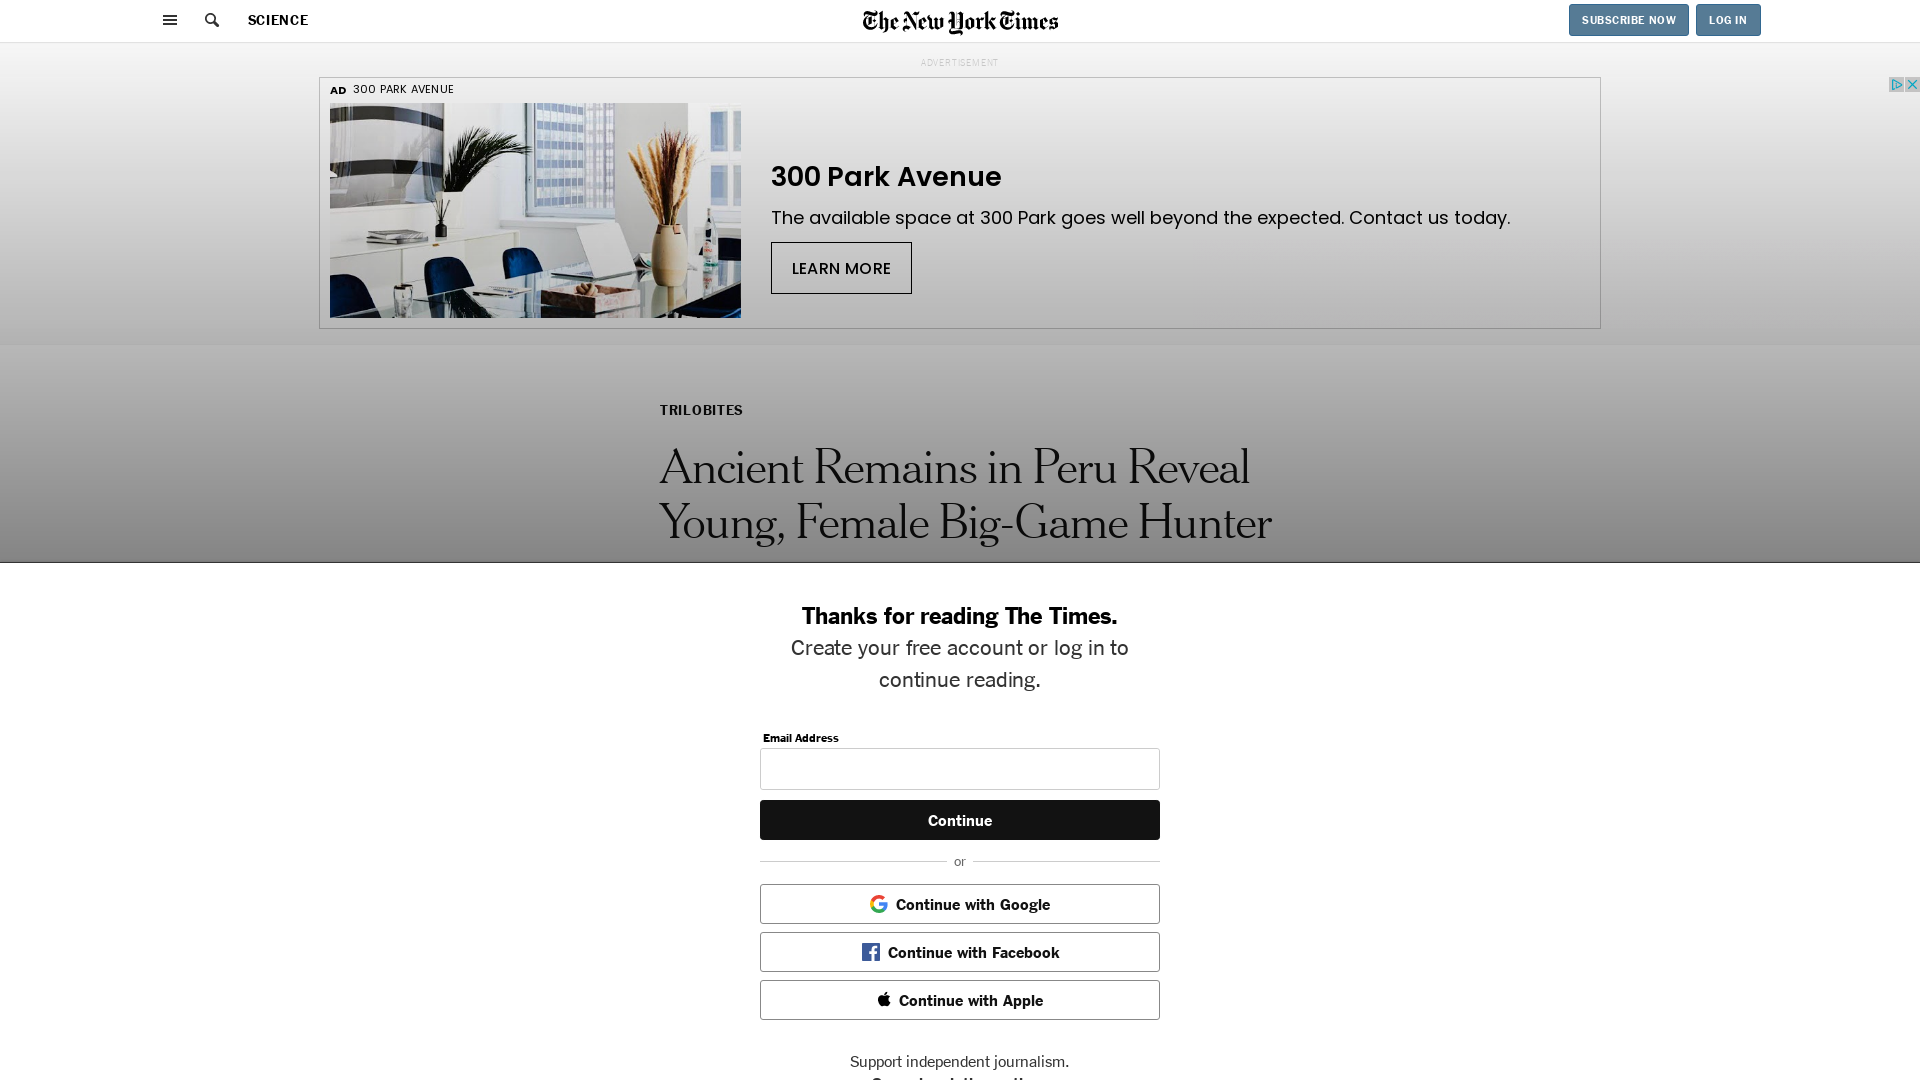 SCIENCE
The New York Times
SUBSCRIBE NOW
LOG IN
ADVERTISEMENT
AD 300 PARK AVENUE
300 Park Avenue
The available space at 300 Park goes well beyond the expected. Contact us today.
LEARN MORE
TRILOBITES
Ancient Remains in Peru Reveal
Young, Female Big-Game Hunter
Thanks for reading The Times.
Create your free account or log in to
continue reading.
Email Address
Continue
or
Continue with Google
Continue with Facebook
Continue with Apple
Support independent journalism.